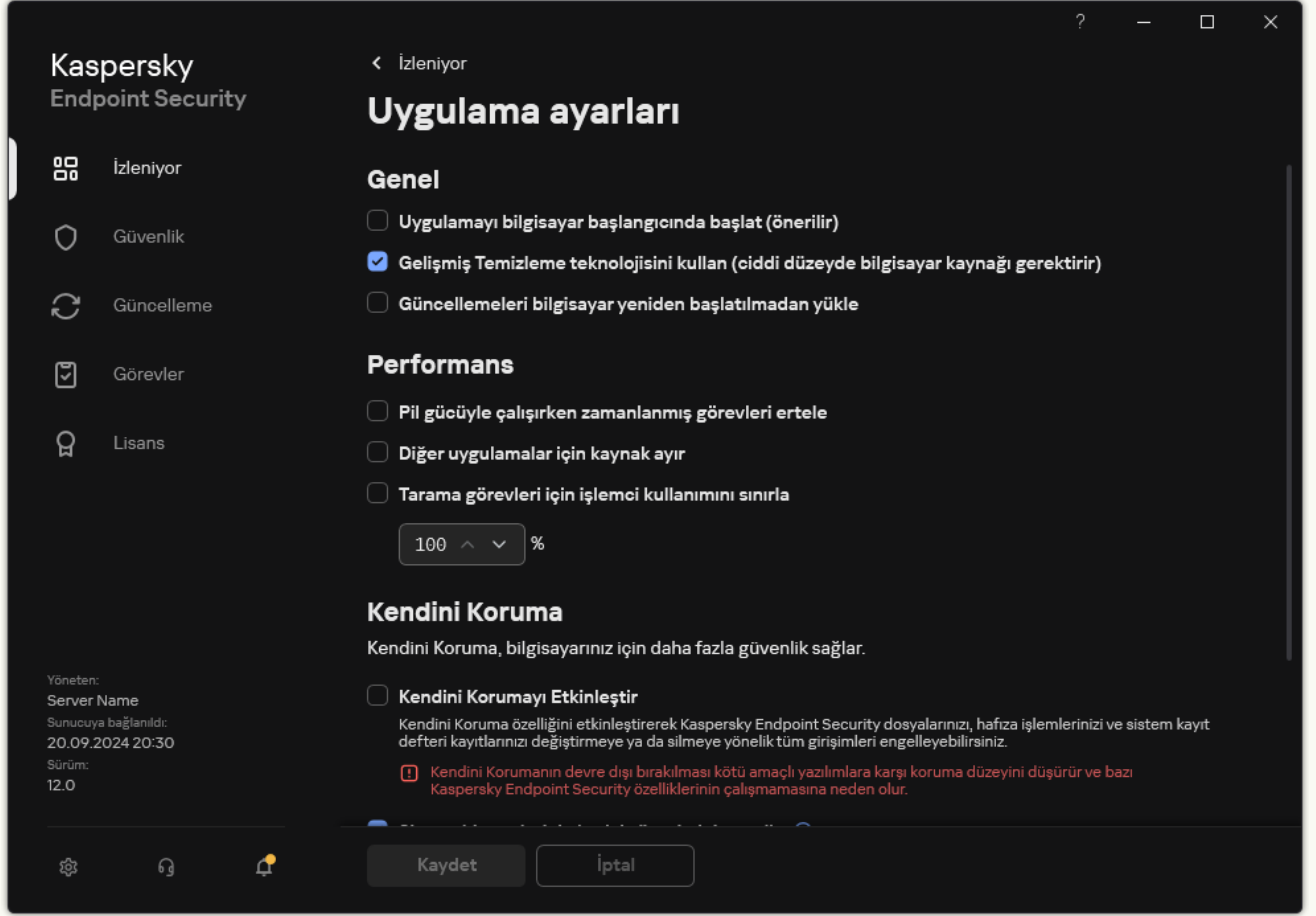 ?
Kaspersky
Endpoint Security
İzleniyor
Güvenlik
Güncelleme
Görevler
Lisans
Yöneten:
Server Name
Sunucuya bağlanıldı:
20.09.2024 20:30
Sürüm:
12.0
İzleniyor
Uygulama ayarları
Genel
Uygulamayı bilgisayar başlangıcında başlat (önerilir)
Gelişmiş Temizleme teknolojisini kullan (ciddi düzeyde bilgisayar kaynağı gerektirir)
Güncellemeleri bilgisayar yeniden başlatılmadan yükle
Performans
Pil gücüyle çalışırken zamanlanmış görevleri ertele
Diğer uygulamalar için kaynak ayır
Tarama görevleri için işlemci kullanımını sınırla
100 %
Kendini Koruma
Kendini Koruma, bilgisayarınız için daha fazla güvenlik sağlar.
Kendini Korumayı Etkinleştir
Kendini Koruma özelliğini etkinleştirerek Kaspersky Endpoint Security dosyalarınızı, hafıza işlemlerinizi ve sistem kayıt
defteri kayıtlarınızı değiştirmeye ya da silmeye yönelik tüm girişimleri engelleyebilirsiniz.
Kendini Korumanın devre dışı bırakılması kötü amaçlı yazılımlara karşı koruma düzeyini düşürür ve bazı
Kaspersky Endpoint Security özelliklerinin çalışmamasına neden olur.
Kaydet
İptal